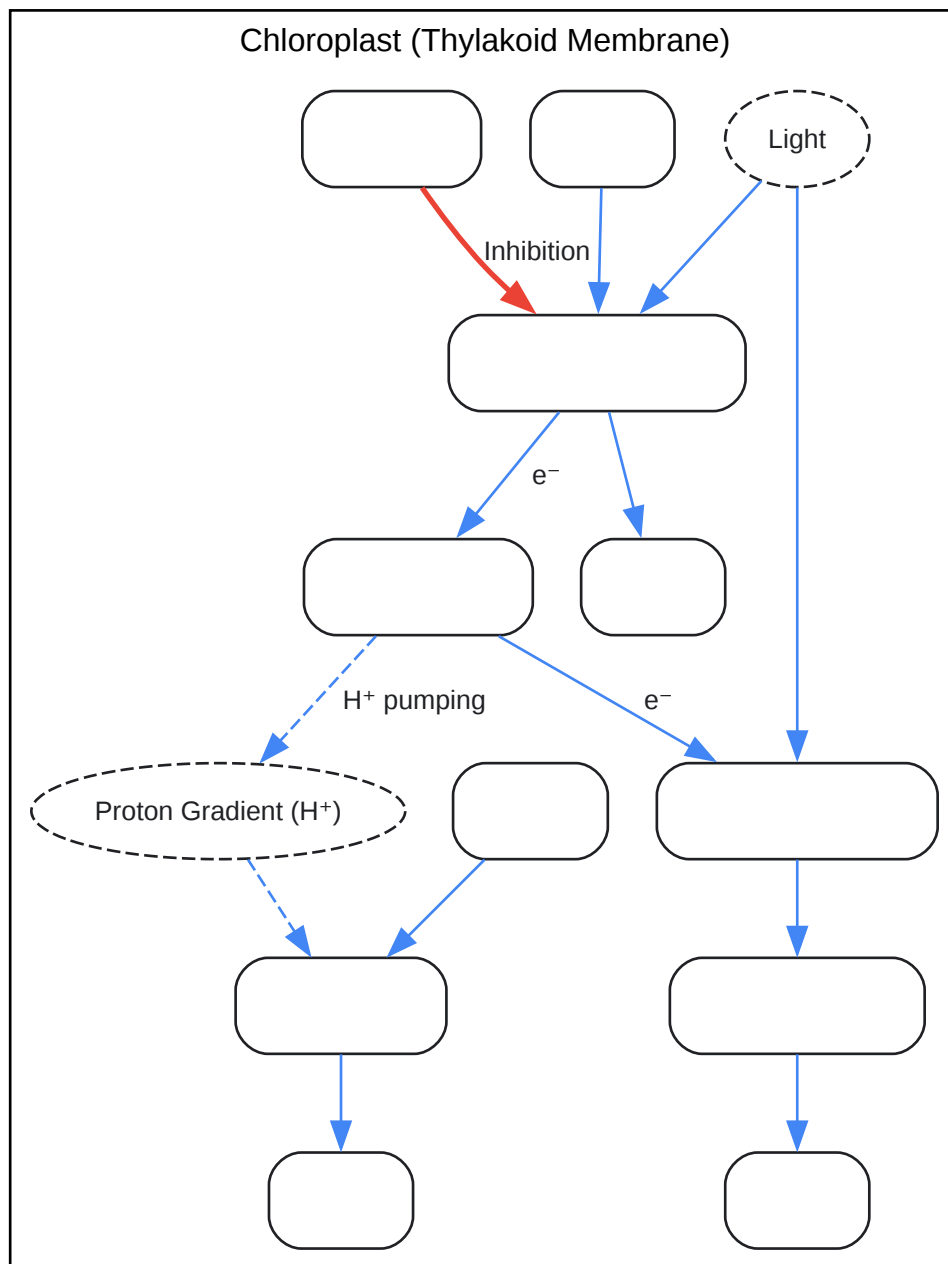 Chloroplast (Thylakoid Membrane)
Light
Inhibition
e⁻
H⁺ pumping
e⁻
Proton Gradient (H⁺)